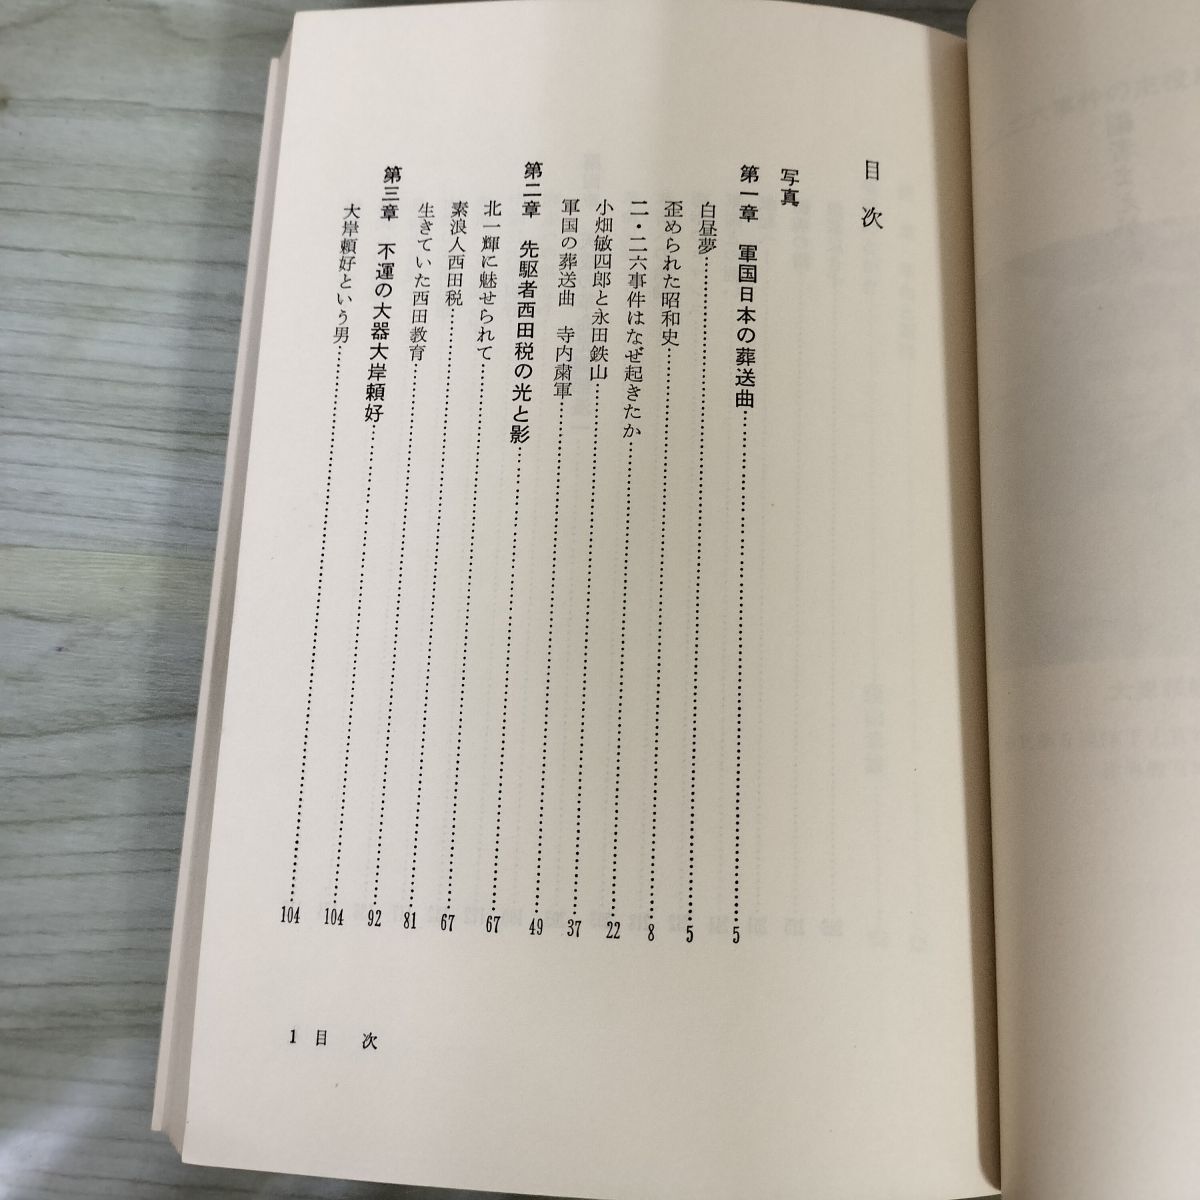 目次
写真
第一章 軍国日本の葬送曲……5
白昼夢……5
歪められた昭和史……8
二・二六事件はなぜ起きたか……22
小畑敏四郎と永田鉄山……37
軍国の葬送曲 寺内粛軍……49
第二章 先駆者西田税の光と影……67
北一輝に魅せられて……67
素浪人西田税……81
生きていた西田教育……92
第三章 不運の大器大岸頼好……104
大岸頼好という男……104
1 目 次